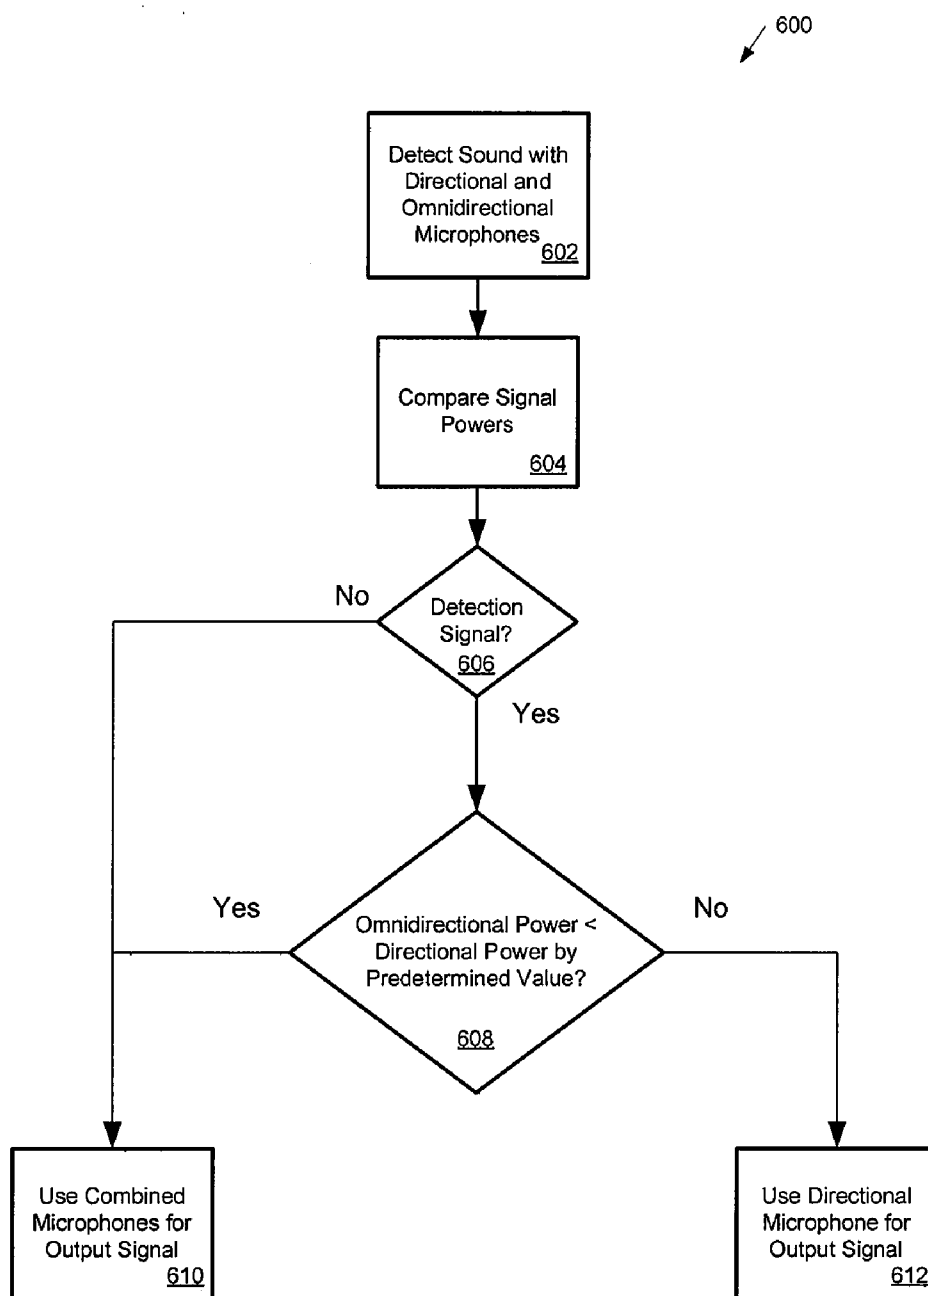 600
Detect Sound with
Directional and
Omnidirectional
Microphones
602
Compare Signal
Powers
604
No
Detection
Signal?
606
Yes
Yes
No
Omnidirectional Power <
Directional Power by
Predetermined Value?
608
Use Combined
Microphones for
Output Signal
610
Use Directional
Microphone for
Output Signal
612